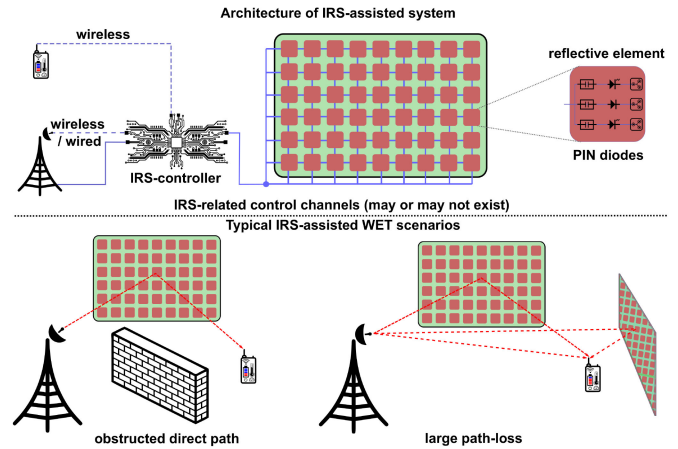 Architecture of IRS-assisted system
wireless
reflective element
wireless
/ wired
IRS-controller
PIN diodes
IRS-related control channels (may or may not exist)
Typical IRS-assisted WET scenarios
obstructed direct path
large path-loss